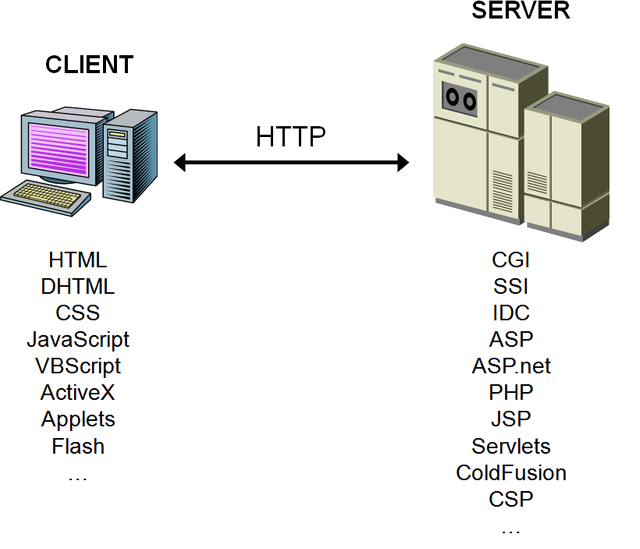 SERVER
CLIENT
HTTP
HTML
DHTML
CSS
JavaScript
VBScript
ActiveX
Applets
Flash
...
CGI
SSI
IDC
ASP
ASP.net
PHP
JSP
Servlets
ColdFusion
CSP
...